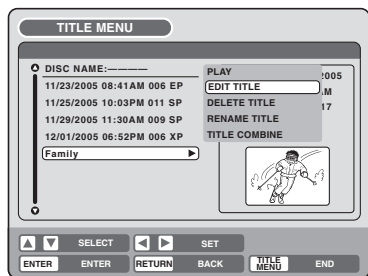 TITLE MENU
DISC NAME:————
11/23/2005 08:41AM 006 EP
11/25/2005 10:03PM 011 SP
11/29/2005 11:30AM 009 SP
12/01/2005 06:52PM 006 XP
Family
PLAY
EDIT TITLE
DELETE TITLE
RENAME TITLE
TITLE COMBINE
2005
AM
17
SELECT SET
ENTER ENTER RETURN BACK TITLE MENU END